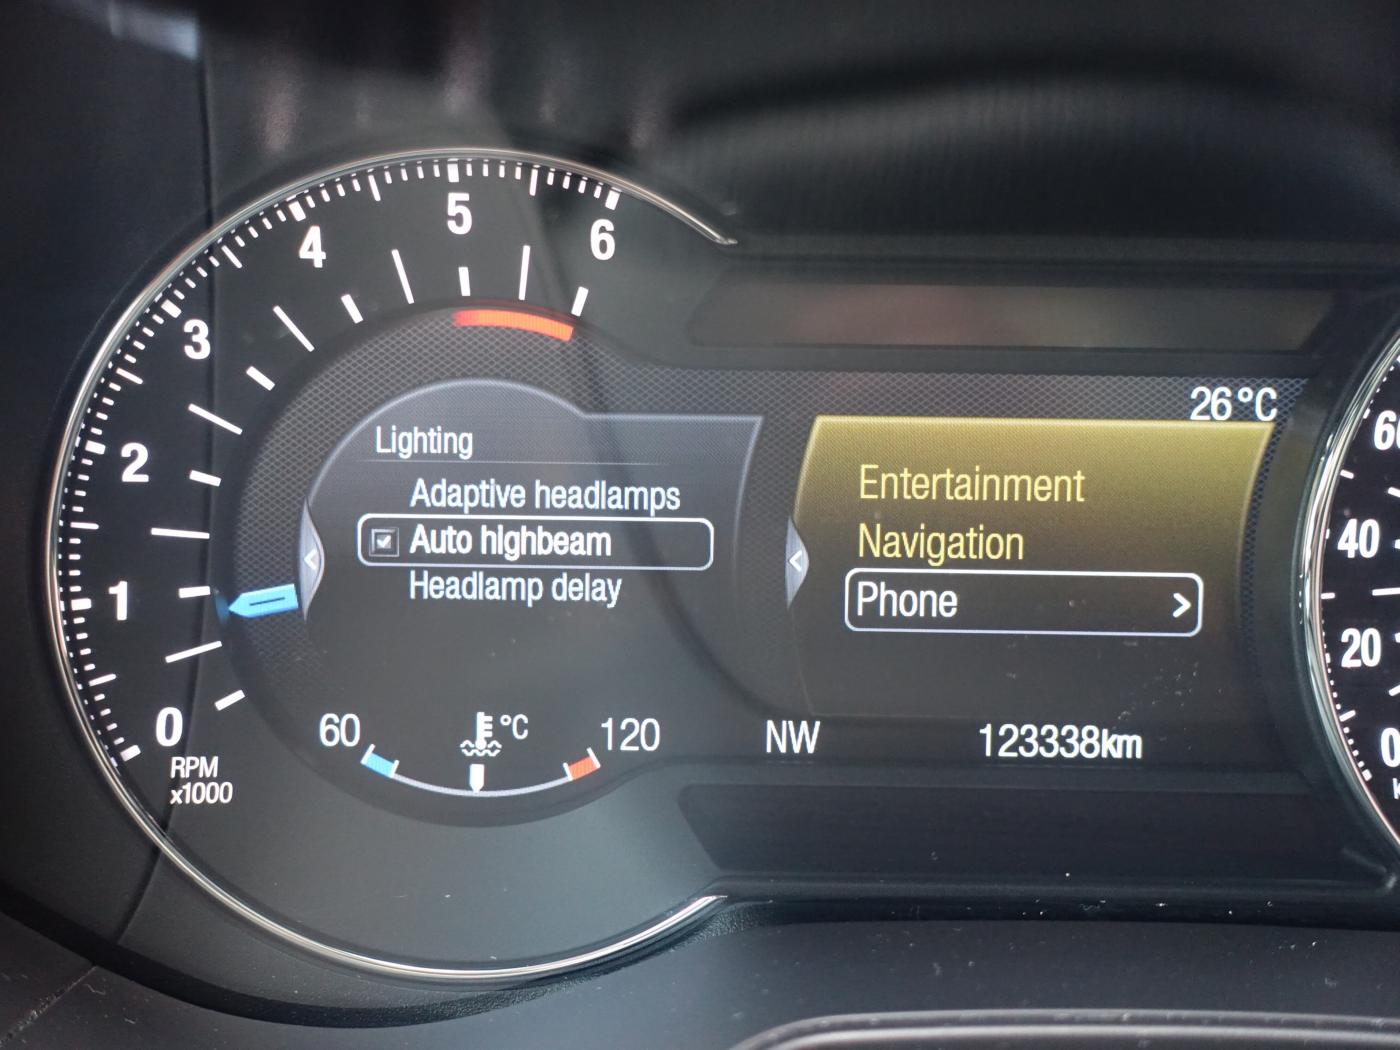 5
4
6
3
2
1
0
RPM
x1000
Lighting
Adaptive headlamps
Auto highbeam
Headlamp delay
60
°C
120
26°C
Entertainment
Navigation
Phone
NW
123338km
40
20